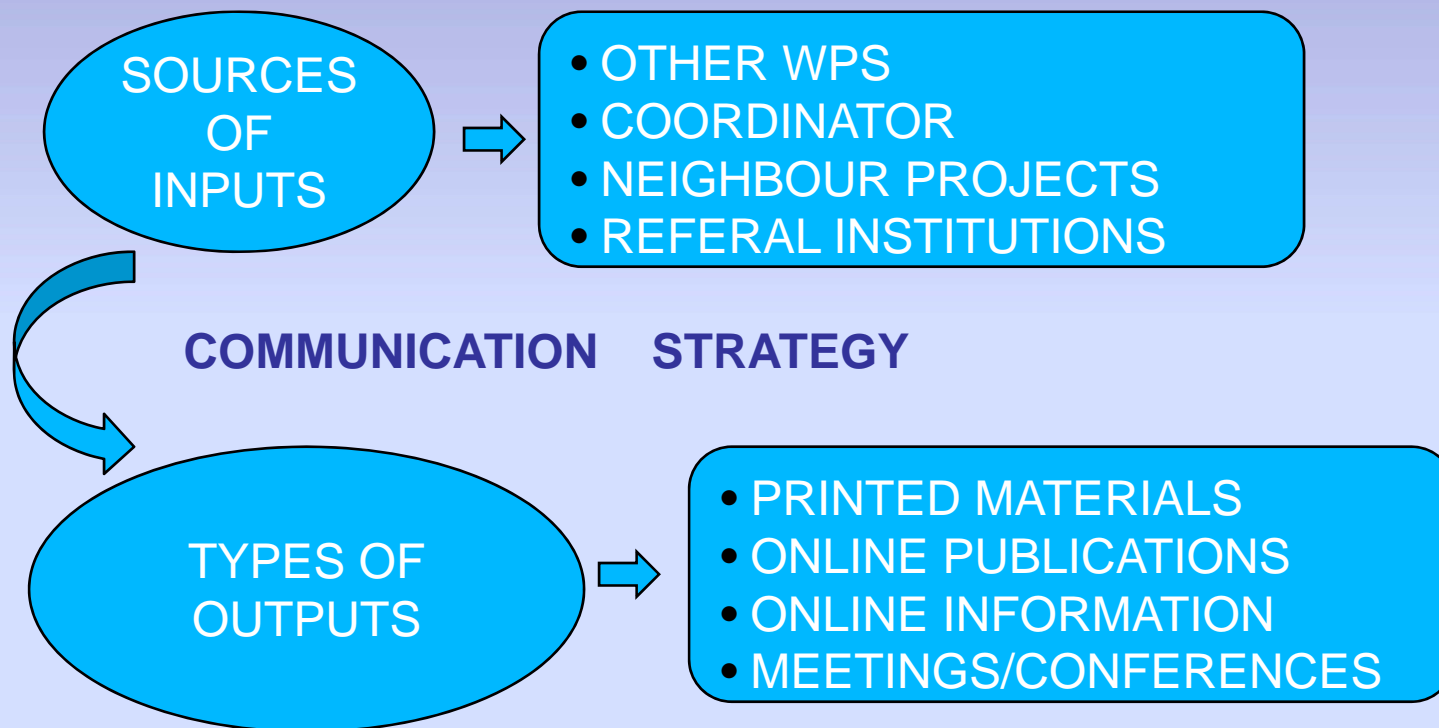 SOURCES
OF
INPUTS
• OTHER WPS
• COORDINATOR
• NEIGHBOUR PROJECTS
• REFERAL INSTITUTIONS
COMMUNICATION STRATEGY
TYPES OF
OUTPUTS
• PRINTED MATERIALS
• ONLINE PUBLICATIONS
• ONLINE INFORMATION
• MEETINGS/CONFERENCES